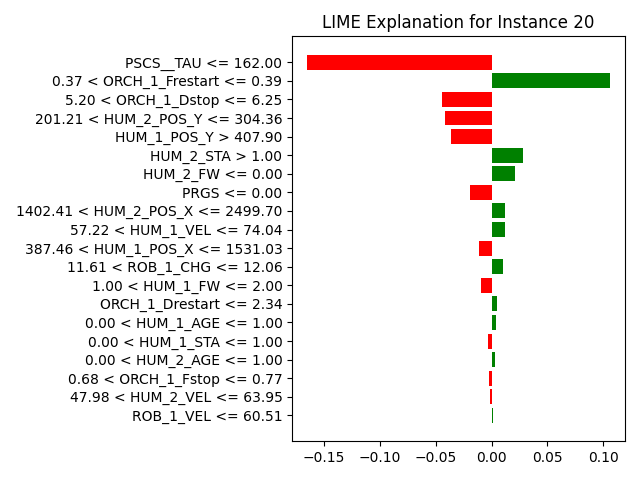 LIME Explanation for Instance 20
PSCS__TAU <= 162.00
0.37 < ORCH_1_Frestart <= 0.39
5.20 < ORCH_1_Dstop <= 6.25
201.21 < HUM_2_POS_Y <= 304.36
HUM_1_POS_Y > 407.90
HUM_2_STA > 1.00
HUM_2_FW <= 0.00
PRGS <= 0.00
1402.41 < HUM_2_POS_X <= 2499.70
57.22 < HUM_1_VEL <= 74.04
387.46 < HUM_1_POS_X <= 1531.03
11.61 < ROB_1_CHG <= 12.06
1.00 < HUM_1_FW <= 2.00
ORCH_1_Drestart <= 2.34
0.00 < HUM_1_AGE <= 1.00
0.00 < HUM_1_STA <= 1.00
0.00 < HUM_2_AGE <= 1.00
0.68 < ORCH_1_Fstop <= 0.77
47.98 < HUM_2_VEL <= 63.95
ROB_1_VEL <= 60.51
−0.15 −0.10 −0.05 0.00 0.05 0.10